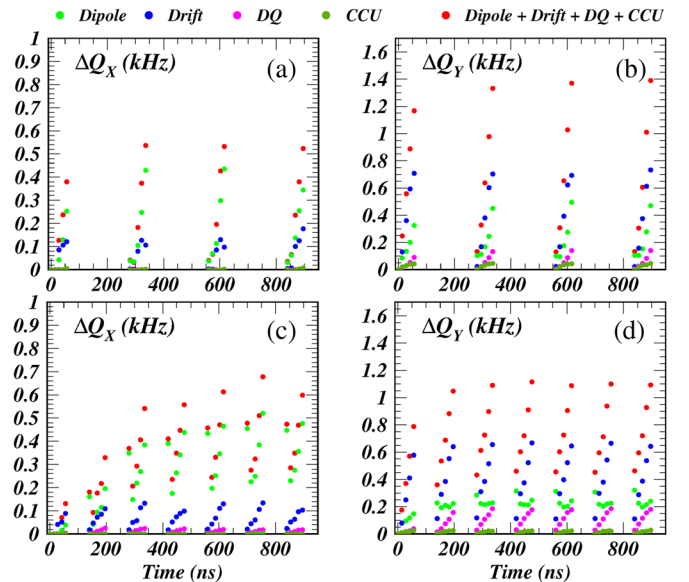 Dipole Drift DQ CCU Dipole + Drift + DQ + CCU
1 0.9 0.8 0.7 0.6 0.5 0.4 0.3 0.2 0.1 0
ΔQX (kHz) (a)
0 200 400 600 800
1.6 1.4 1.2 1 0.8 0.6 0.4 0.2 0
ΔQY (kHz) (b)
0 200 400 600 800
1 0.9 0.8 0.7 0.6 0.5 0.4 0.3 0.2 0.1 0
ΔQX (kHz) (c)
0 200 400 600 800
Time (ns)
1.6 1.4 1.2 1 0.8 0.6 0.4 0.2 0
ΔQY (kHz) (d)
0 200 400 600 800
Time (ns)